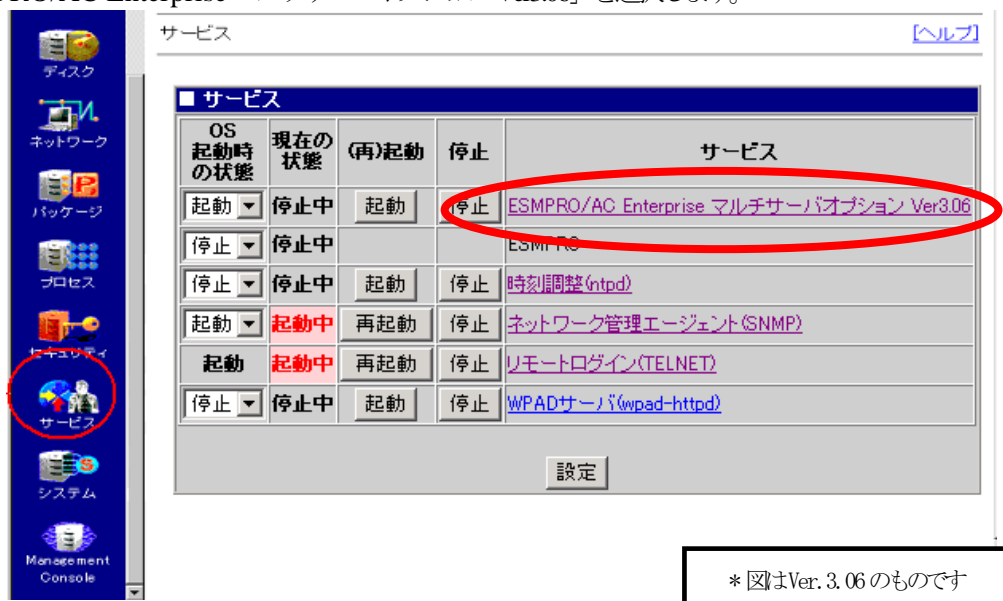 サービス [ヘルプ]
ディスク
ネットワーク
パッケージ
プロセス
セキュリティ
サービス
システム
Management
Console
■ サービス
OS
起動時
の状態 現在の
状態 (再)起動 停止 サービス
起動 停止中 起動 停止 ESMPRO/AC Enterprise マルチサーバオプション Ver3.06
停止 停止中 ESMPRO
停止 停止中 起動 停止 時刻調整(ntpd)
起動 起動中 再起動 停止 ネットワーク管理エージェント(SNMP)
起動 起動中 再起動 停止 リモートログイン(TELNET)
停止 停止中 起動 停止 WPADサーバ(wpad-httpd)
設定
*図はVer.3.06のものです